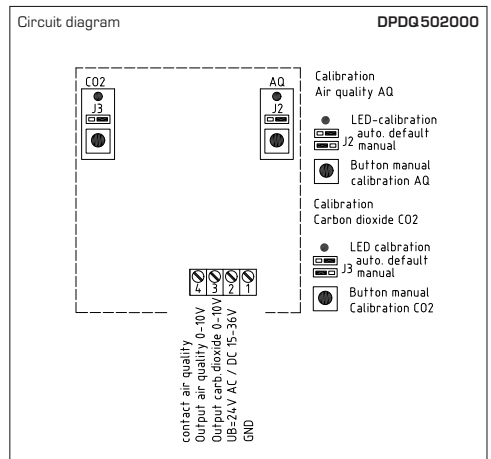 Circuit diagram
DPDQ502000
CO2
J3
AQ
J2
Calibration
Air quality AQ
LED-calibration
auto. default
J2 manual
Button manual
calibration AQ
Calibration
Carbon dioxide CO2
LED calbration
auto. default
J3 manual
Button manual
Calibration CO2
4 3 2 1
contact air quality
Output air quality 0-10V
Output carb.dioxide 0-10V
UB=24V AC / DC 15-36V
GND